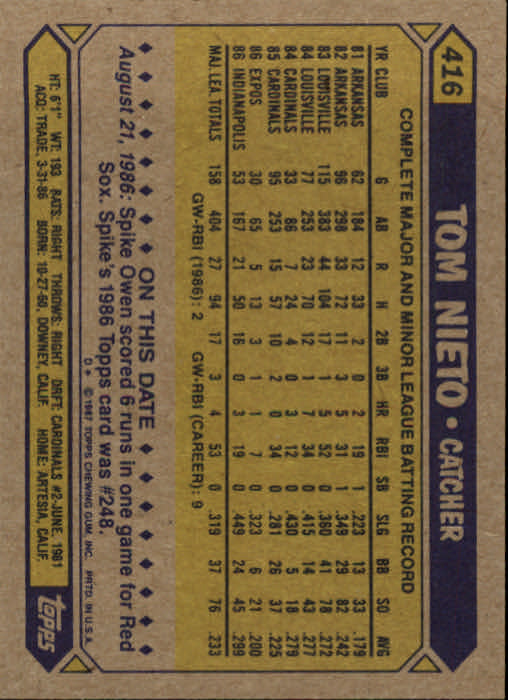 416 TOM NIETO • CATCHER
COMPLETE MAJOR AND MINOR LEAGUE BATTING RECORD
YR CLUB G AB R H 2B 3B HR RBI SB SLG BB SO AVG
81 ARKANSAS 62 184 12 33 2 0 2 19 1 .223 13 33 .179
82 ARKANSAS 96 298 33 72 11 3 5 31 1 .349 29 82 .242
83 LOUISVILLE 115 383 44 104 17 1 5 52 0 .360 41 78 .272
84 LOUISVILLE 77 253 23 70 12 1 7 34 0 .415 14 43 .277
84 CARDINALS 33 86 7 24 4 0 3 12 0 .430 5 18 .279
85 CARDINALS 95 253 15 57 10 2 0 34 0 .281 26 37 .225
86 EXPOS 30 65 5 13 3 1 1 7 0 .323 6 21 .200
86 INDIANAPOLIS 53 167 21 50 16 0 3 19 0 .449 24 45 .299
MAJ. LEA. TOTALS 158 404 27 94 17 3 4 53 0 .319 37 76 .233
GW-RBI (1986): 2 GW-RBI (CAREER): 9
ON THIS DATE
August 21, 1986: Spike Owen scored 6 runs in one game for Red
Sox. Spike's 1986 Topps card was #248.
D* © 1987 TOPPS CHEWING GUM, INC. PRTD. IN U.S.A.
HT: 6'1" WT: 193 BATS: RIGHT THROWS: RIGHT DRFT: CARDINALS #2-JUNE, 1981
ACQ: TRADE, 3-31-86 BORN: 10-27-60, DOWNEY, CALIF. HOME: ARTESIA, CALIF.
TOPPS